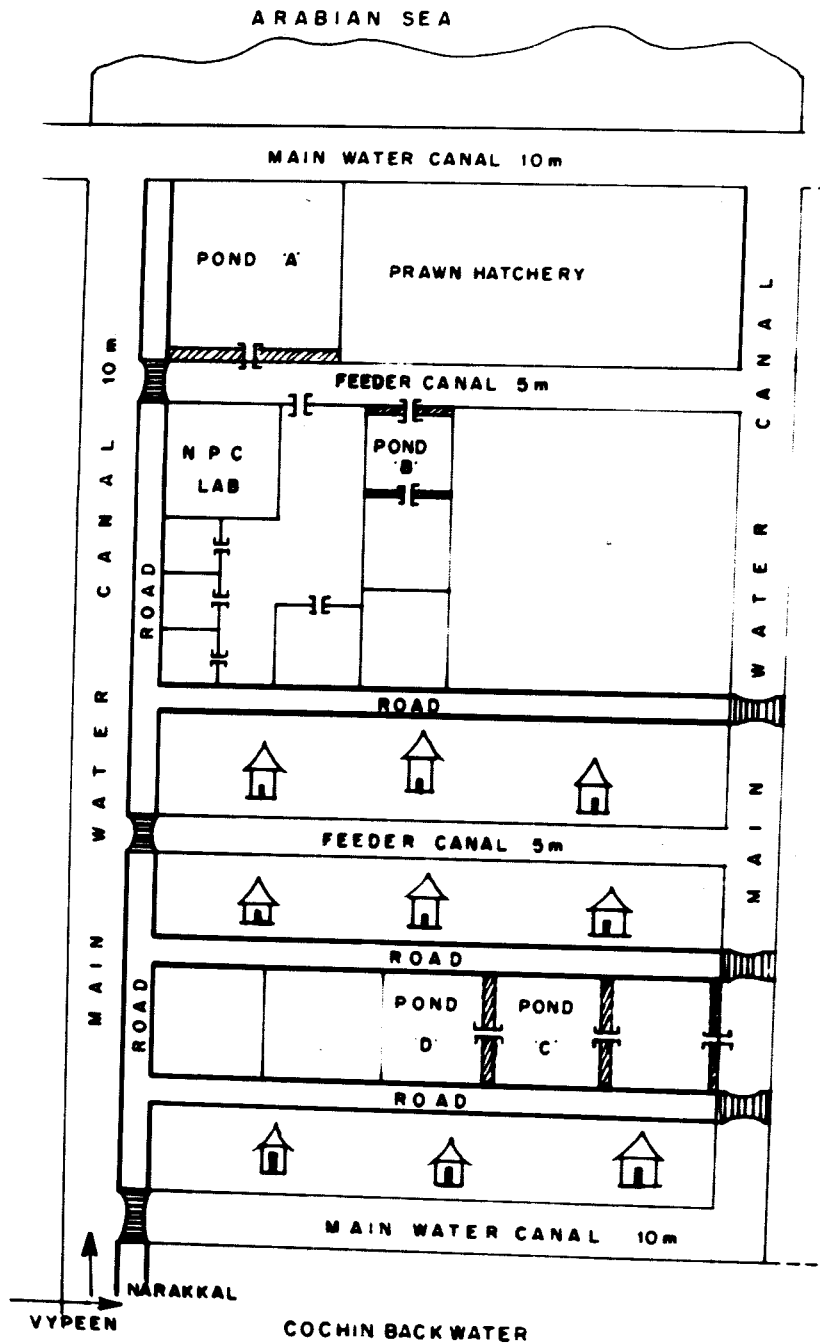 ARABIAN SEA
MAIN WATER CANAL 10m
POND 'A'
PRAWN HATCHERY
FEEDER CANAL 5m
MAIN WATER CANAL 10m
MAIN WATER CANAL
N P C
LAB
POND
'B'
ROAD
ROAD
FEEDER CANAL 5m
ROAD
ROAD
POND
'D'
POND
'C'
ROAD
MAIN WATER CANAL 10m
NARAKKAL
VYPEEN
COCHIN BACKWATER